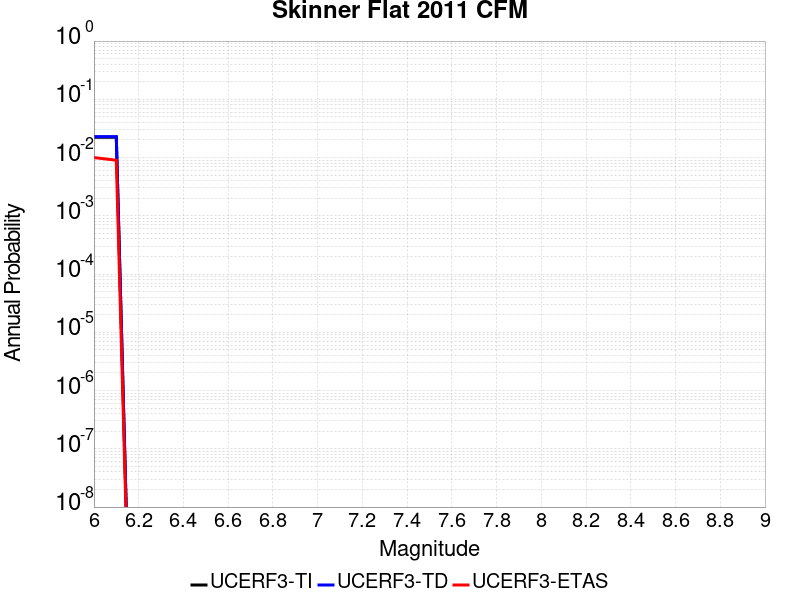 Skinner Flat 2011 CFM
Annual Probability
10^0
10^-1
10^-2
10^-3
10^-4
10^-5
10^-6
10^-7
10^-8
6 6.2 6.4 6.6 6.8 7 7.2 7.4 7.6 7.8 8 8.2 8.4 8.6 8.8 9
Magnitude
UCERF3-TI UCERF3-TD UCERF3-ETAS